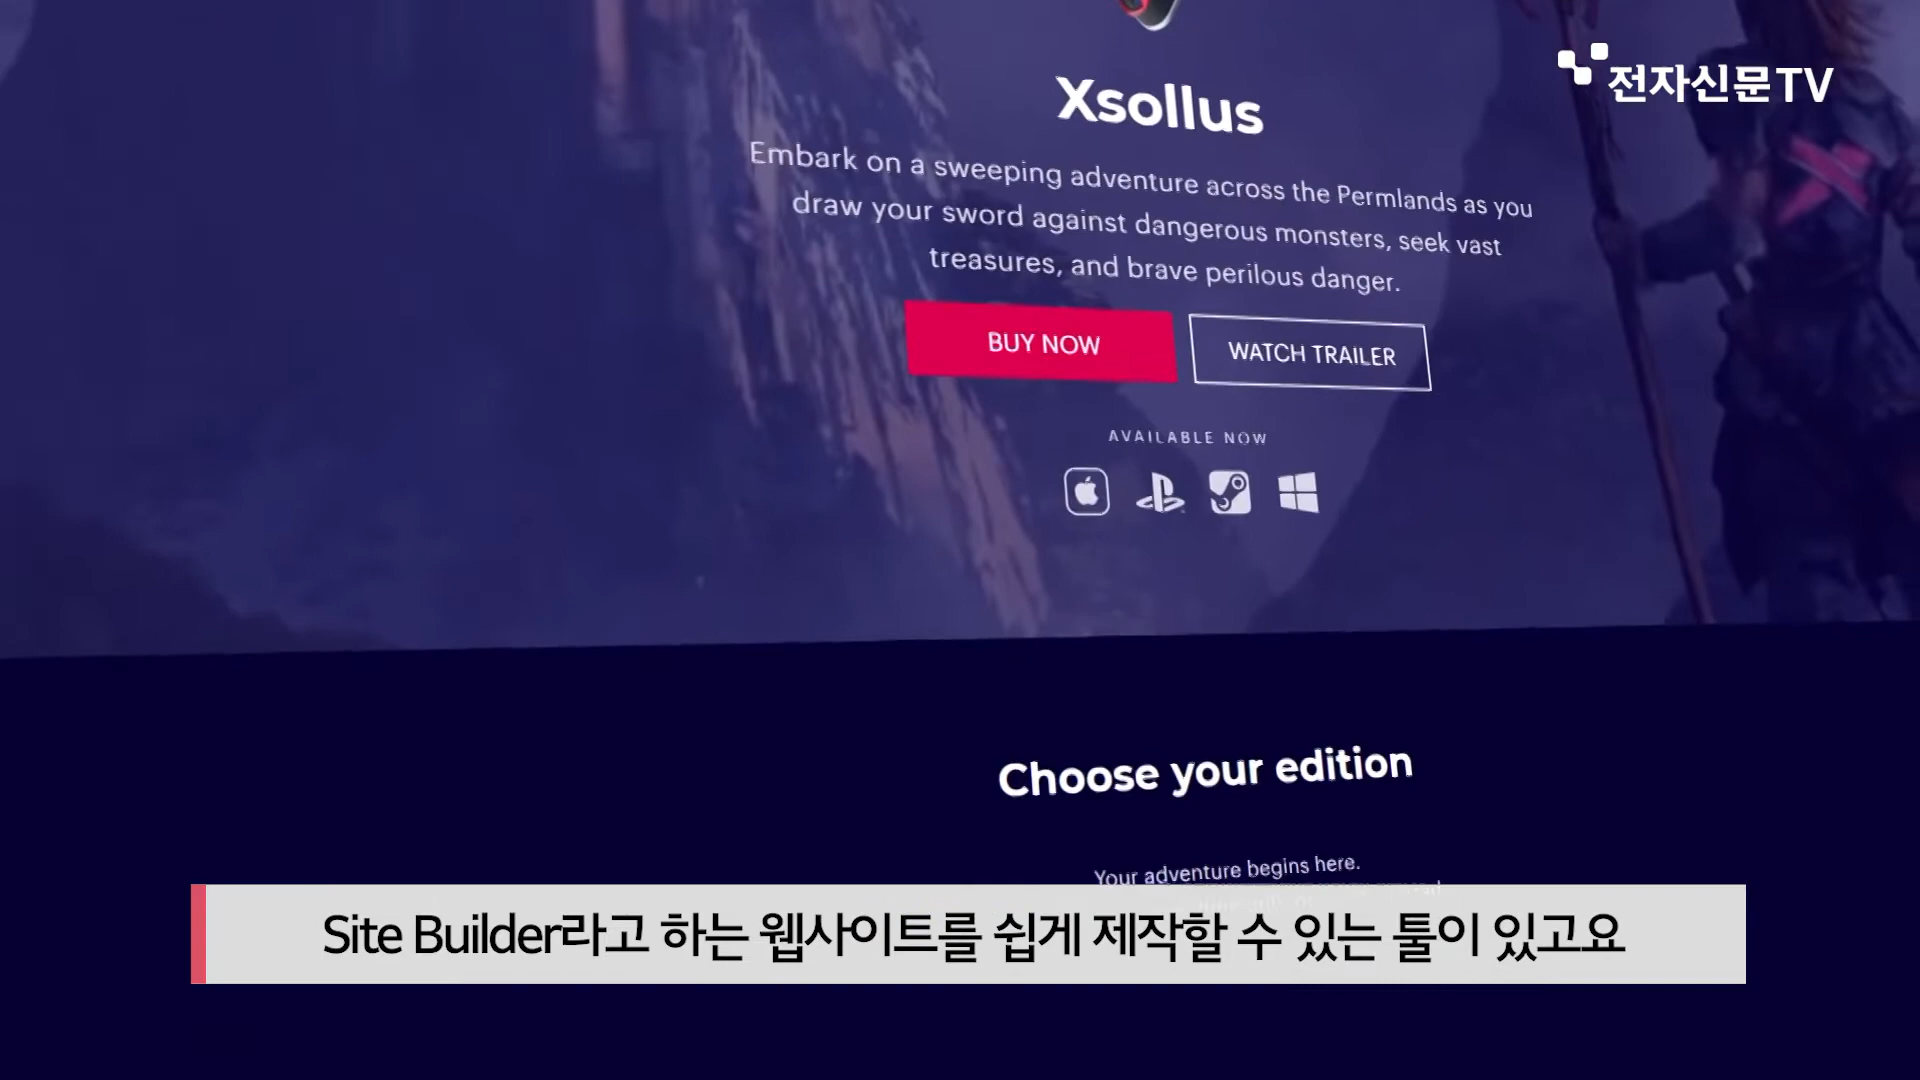 전자신문TV
Xsollus
Embark on a sweeping adventure across the Permlands as you
draw your sword against dangerous monsters, seek vast
treasures, and brave perilous danger.
BUY NOW
WATCH TRAILER
AVAILABLE NOW
Choose your edition
Your adventure begins here.
Site Builder라고 하는 웹사이트를 쉽게 제작할 수 있는 툴이 있고요